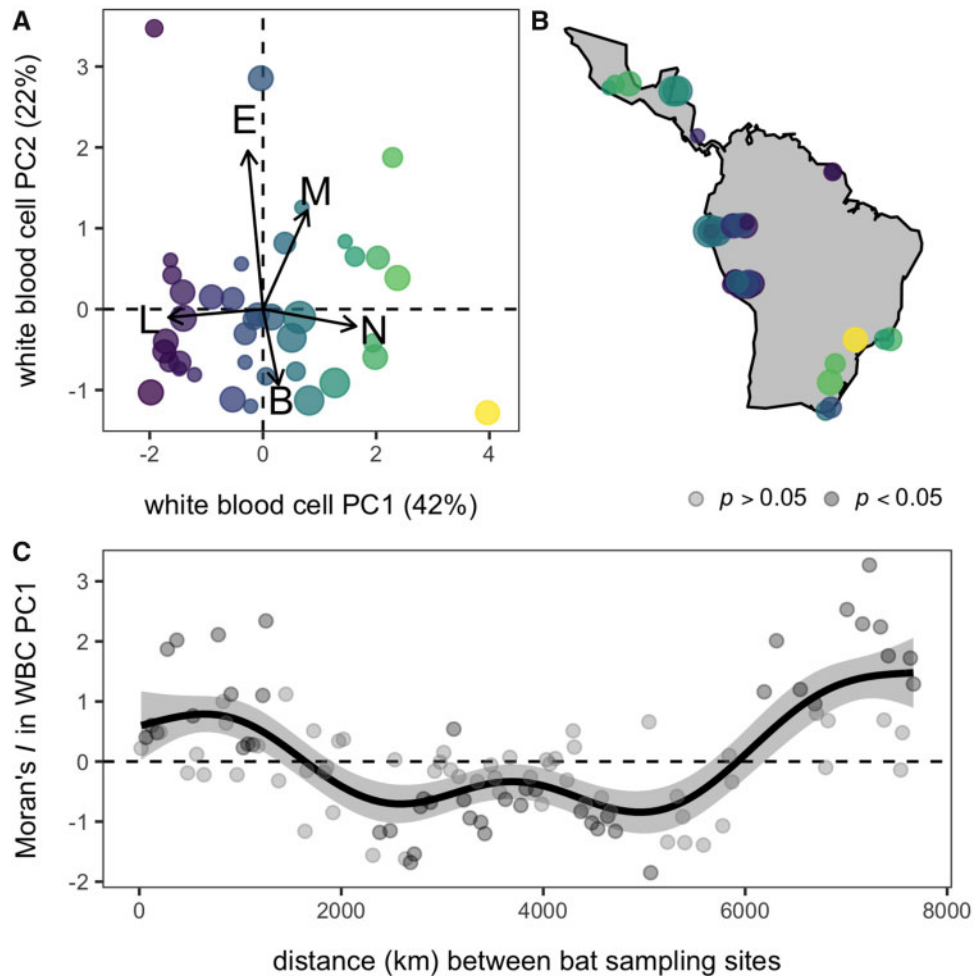 A
B
white blood cell PC2 (22%)
3
2
1
0
-1
E
M
L
N
B
-2
0
2
4
white blood cell PC1 (42%)
p > 0.05
p < 0.05
C
Moran's I in WBC PC1
3
2
1
0
-1
-2
0
2000
4000
6000
8000
distance (km) between bat sampling sites